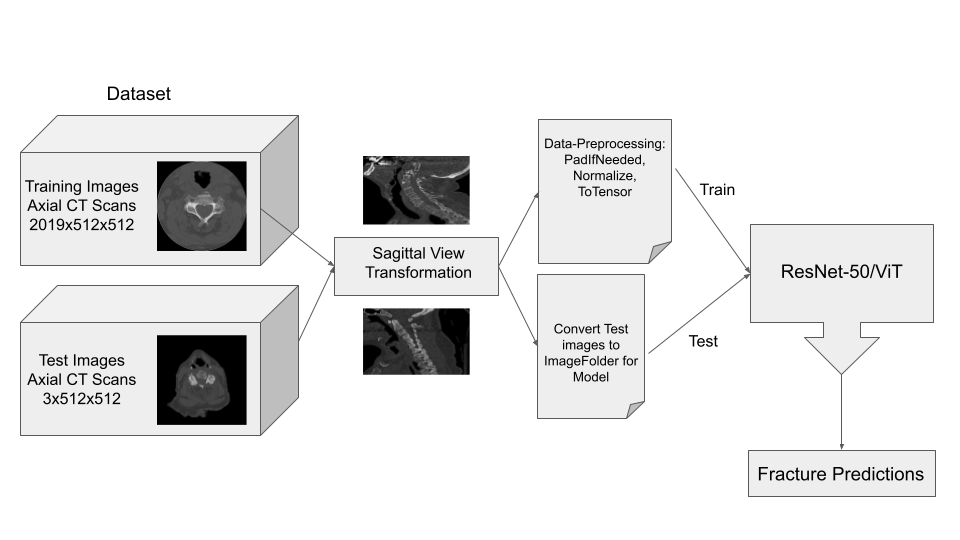 Dataset
Training Images
Axial CT Scans
2019x512x512
Test Images
Axial CT Scans
3x512x512
Sagittal View
Transformation
Data-Preprocessing:
PadIfNeeded,
Normalize,
ToTensor
Convert Test
images to
ImageFolder for
Model
Train
Test
ResNet-50/ViT
Fracture Predictions